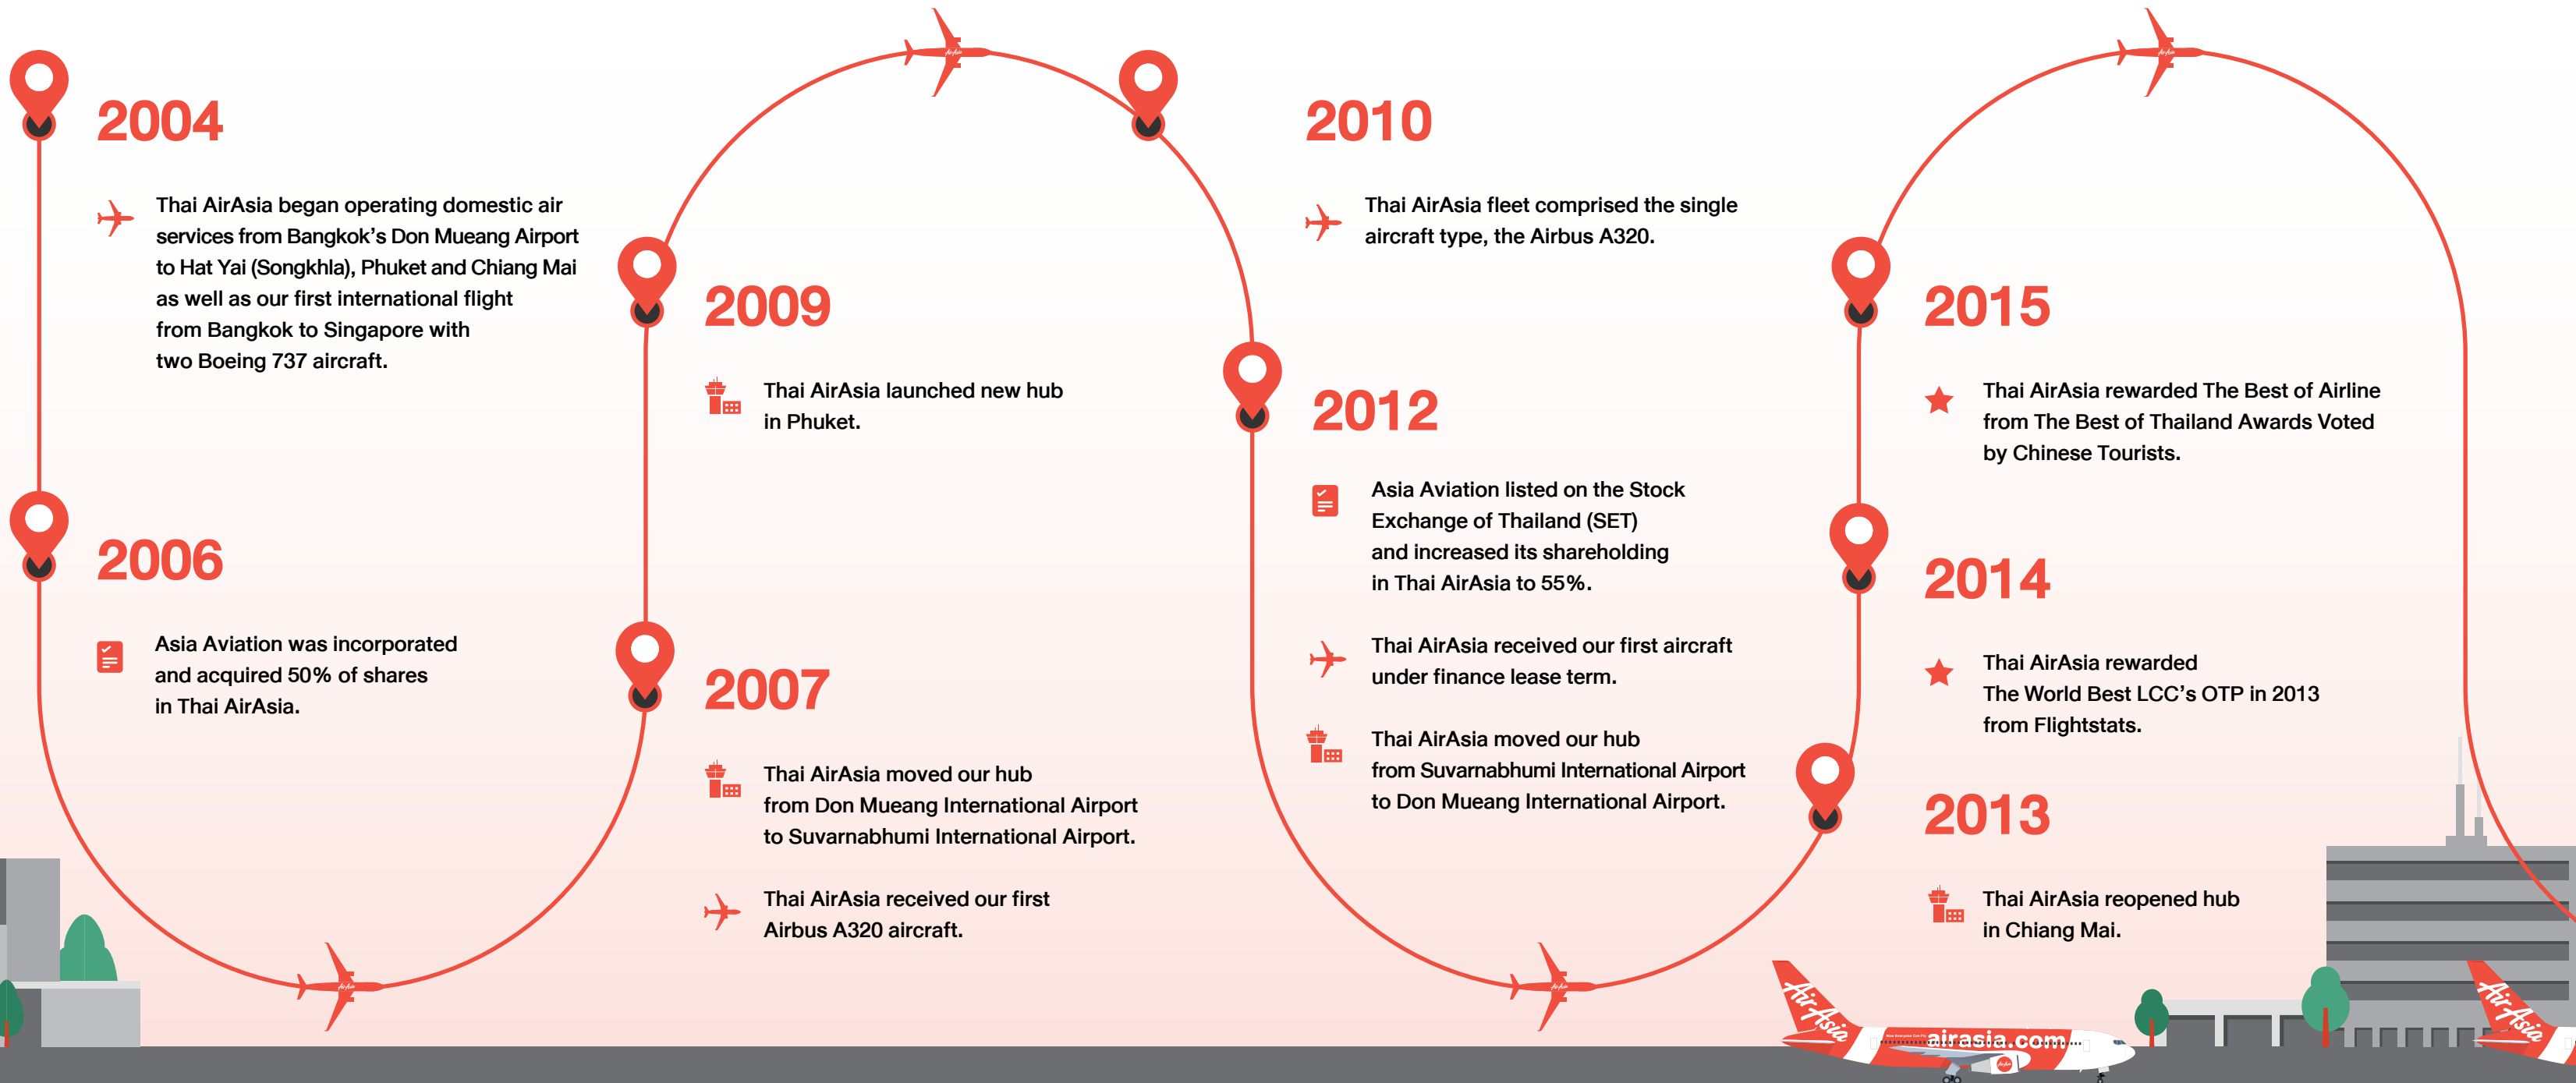 2004
Thai AirAsia began operating domestic air
services from Bangkok's Don Mueang Airport
to Hat Yai (Songkhla), Phuket and Chiang Mai
as well as our first international flight
from Bangkok to Singapore with
two Boeing 737 aircraft.
2006
Asia Aviation was incorporated
and acquired 50% of shares
in Thai AirAsia.
2007
Thai AirAsia moved our hub
from Don Mueang International Airport
to Suvarnabhumi International Airport.
Thai AirAsia received our first
Airbus A320 aircraft.
2009
Thai AirAsia launched new hub
in Phuket.
2010
Thai AirAsia fleet comprised the single
aircraft type, the Airbus A320.
2012
Asia Aviation listed on the Stock
Exchange of Thailand (SET)
and increased its shareholding
in Thai AirAsia to 55%.
Thai AirAsia received our first aircraft
under finance lease term.
Thai AirAsia moved our hub
from Suvarnabhumi International Airport
to Don Mueang International Airport.
2013
Thai AirAsia reopened hub
in Chiang Mai.
2014
Thai AirAsia rewarded
The World Best LCC's OTP in 2013
from Flightstats.
2015
Thai AirAsia rewarded The Best of Airline
from The Best of Thailand Awards Voted
by Chinese Tourists.
AirAsia
AirAsia
AirAsia
AirAsia
AirAsia
airasia.com
AirAsia
AirAsia